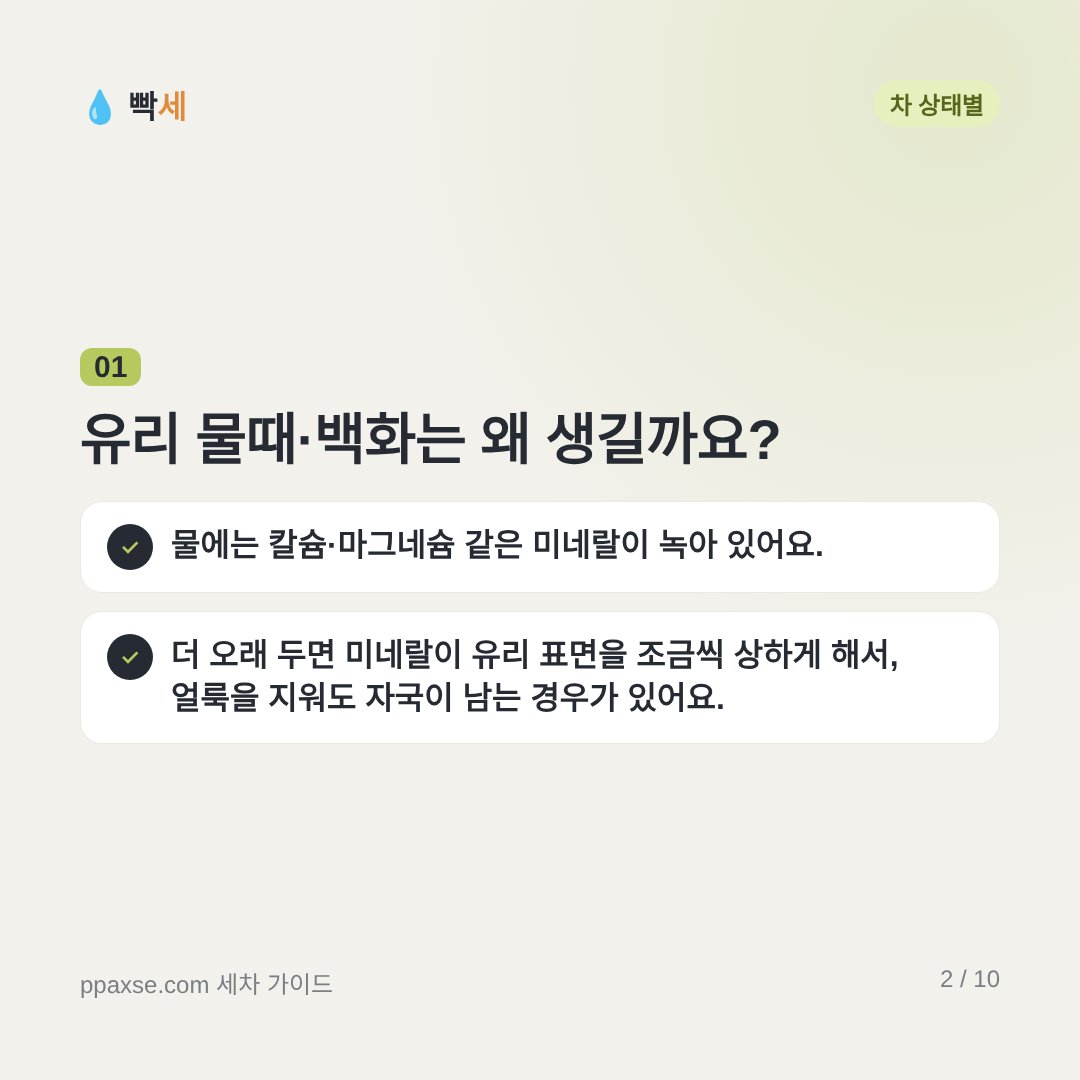 빡세
차 상태별
01
유리 물때·백화는 왜 생길까요?
물에는 칼슘·마그네슘 같은 미네랄이 녹아 있어요.
더 오래 두면 미네랄이 유리 표면을 조금씩 상하게 해서,
얼룩을 지워도 자국이 남는 경우가 있어요.
ppaxse.com 세차 가이드
2 / 10